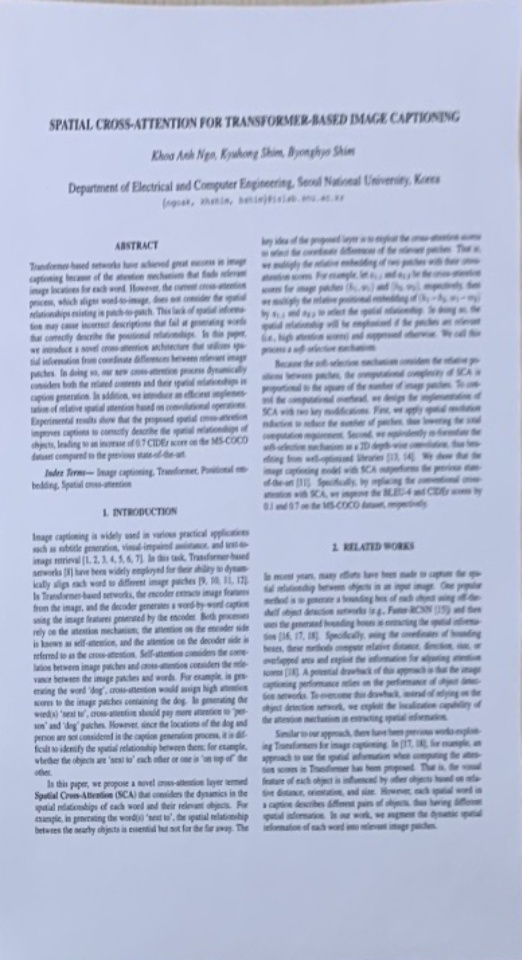 SPATIAL CROSS-ATTENTION FOR TRANSFORMER-BASED IMAGE CAPTIONING
Khoa Anh Ngo, Kyuhong Shim, Byonghyo Shim
Department of Electrical and Computer Engineering, Seoul National University, Korea
ABSTRACT
Transformer-based networks have achieved great success in image
captioning because of the attention mechanism that finds relevant
image locations for each word. However, the current cross-attention
process, which aligns word-to-image, does not consider the spatial
relationships existing in patch-to-patch. This lack of spatial informa-
tion may cause incorrect descriptions that fail at generating words
that correctly describe the positional relationships. In this paper,
we introduce a novel cross-attention architecture that utilizes spa-
tial information from coordinate differences between relevant image
patches. In doing so, our new cross-attention process dynamically
considers both the related contents and their spatial relationships in
caption generation. In addition, we introduce an efficient implemen-
tation of relative spatial attention based on convolutional operations.
Experimental results show that the proposed spatial cross-attention
improves captions to correctly describe the spatial relationships of
objects, leading to an increase of 0.7 CIDEr score on the MS-COCO
dataset compared to the previous state-of-the-art.
Index Terms— Image captioning, Transformer, Positional em-
bedding, Spatial cross-attention
1. INTRODUCTION
Image captioning is widely used in various practical applications
such as subtitle generation, visual-impaired assistance, and text-to-
image retrieval [1, 2, 3, 4, 5, 6, 7]. In this task, Transformer-based
networks [8] have been widely employed for their ability to dynam-
ically align each word to different image patches [9, 10, 11, 12].
In Transformer-based networks, the encoder extracts image features
from the image, and the decoder generates a word-by-word caption
using the image features generated by the encoder. Both processes
rely on the attention mechanism; the attention on the encoder side
is known as self-attention, and the attention on the decoder side is
referred to as the cross-attention. Self-attention considers the corre-
lation between image patches and cross-attention considers the rele-
vance between the image patches and words. For example, in gen-
erating the word 'dog', cross-attention would assign high attention
scores to the image patches containing the dog. In generating the
word(s) 'next to', cross-attention should pay more attention to 'per-
son' and 'dog' patches. However, since the locations of the dog and
person are not considered in the caption generation process, it is dif-
ficult to identify the spatial relationship between them; for example,
whether the objects are 'next to' each other or one is 'on top of' the
other.
In this paper, we propose a novel cross-attention layer termed
Spatial Cross-Attention (SCA) that considers the dynamics in the
spatial relationships of each word and their relevant objects. For
example, in generating the word(s) 'next to', the spatial relationship
between the nearby objects is essential but not for the far away. The
key idea of the proposed layer is to exploit the cross-attention scores
to select the coordinate differences of the relevant patches. That is,
we multiply the relative embedding of two patches with their cross-
attention scores. For example, let be the cross-attention
scores for image patches respectively, then
we multiply the relative positional embedding of
by to select the spatial relationship. In doing so, the
spatial relationship will be emphasized if the patches are relevant
(i.e., high attention scores) and suppressed otherwise. We call this
process a soft-selection mechanism.
Because the soft-selection mechanism considers the relative po-
sitions between patches, the computational complexity of SCA is
proportional to the square of the number of image patches. To con-
trol the computational overhead, we design the implementation of
SCA with two key modifications. First, we apply spatial resolution
reduction to reduce the number of patches, thus lowering the total
computation requirement. Second, we equivalently re-formulate the
soft-selection mechanism as a 2D depth-wise convolution, thus ben-
efiting from well-optimized libraries [13, 14]. We show that the
image captioning model with SCA outperforms the previous state-
of-the-art [11]. Specifically, by replacing the conventional cross-
attention with SCA, we improve the BLEU-4 and CIDEr scores by
0.1 and 0.7 on the MS-COCO dataset, respectively.
2. RELATED WORKS
In recent years, many efforts have been made to capture the spa-
tial relationship between objects in an input image. One popular
method is to generate a bounding box of each object using off-the-
shelf object detection networks (e.g., Faster-RCNN [15]) and then
uses the generated bounding boxes in extracting the spatial informa-
tion [16, 17, 18]. Specifically, using the coordinates of bounding
boxes, these methods compute relative distance, direction, size, or
overlapped area and exploit the information for adjusting attention
scores [18]. A potential drawback of this approach is that the image
captioning performance relies on the performance of object detec-
tion networks. To overcome this drawback, instead of relying on the
object detection network, we exploit the localization capability of
the attention mechanism in extracting spatial information.
Similar to our approach, there have been previous works exploit-
ing Transformers for image captioning. In [17, 18], for example, an
approach to use the spatial information when computing the atten-
tion scores in Transformer has been proposed. That is, the visual
feature of each object is influenced by other objects based on rela-
tive distance, orientation, and size. However, each spatial word in
a caption describes different pairs of objects, thus having different
spatial information. In our work, we augment the dynamic spatial
information of each word into relevant image patches.